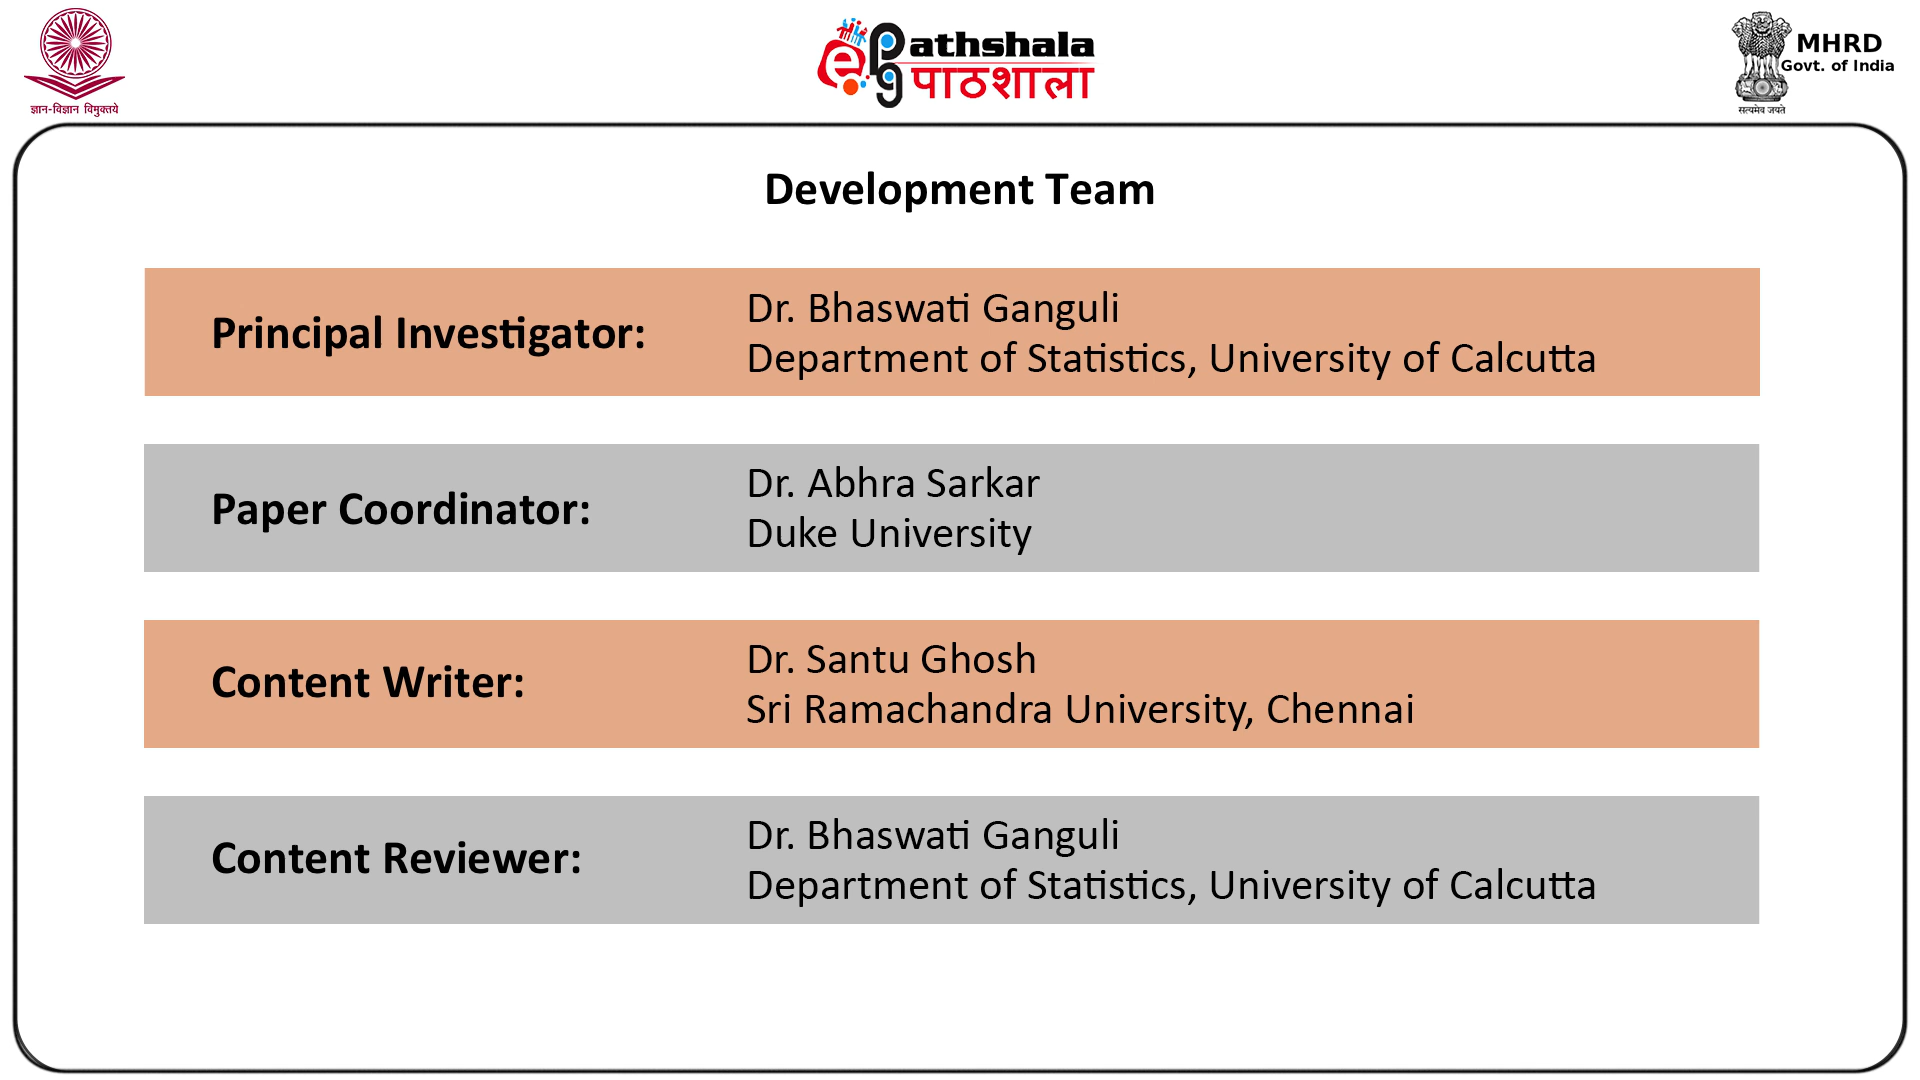 ज्ञान-विज्ञान विमुक्तये
ePG Pathshala
पाठशाला
MHRD
Govt. of India
सत्यमेव जयते
Development Team
Principal Investigator:
Dr. Bhaswati Ganguli
Department of Statistics, University of Calcutta
Paper Coordinator:
Dr. Abhra Sarkar
Duke University
Content Writer:
Dr. Santu Ghosh
Sri Ramachandra University, Chennai
Content Reviewer:
Dr. Bhaswati Ganguli
Department of Statistics, University of Calcutta